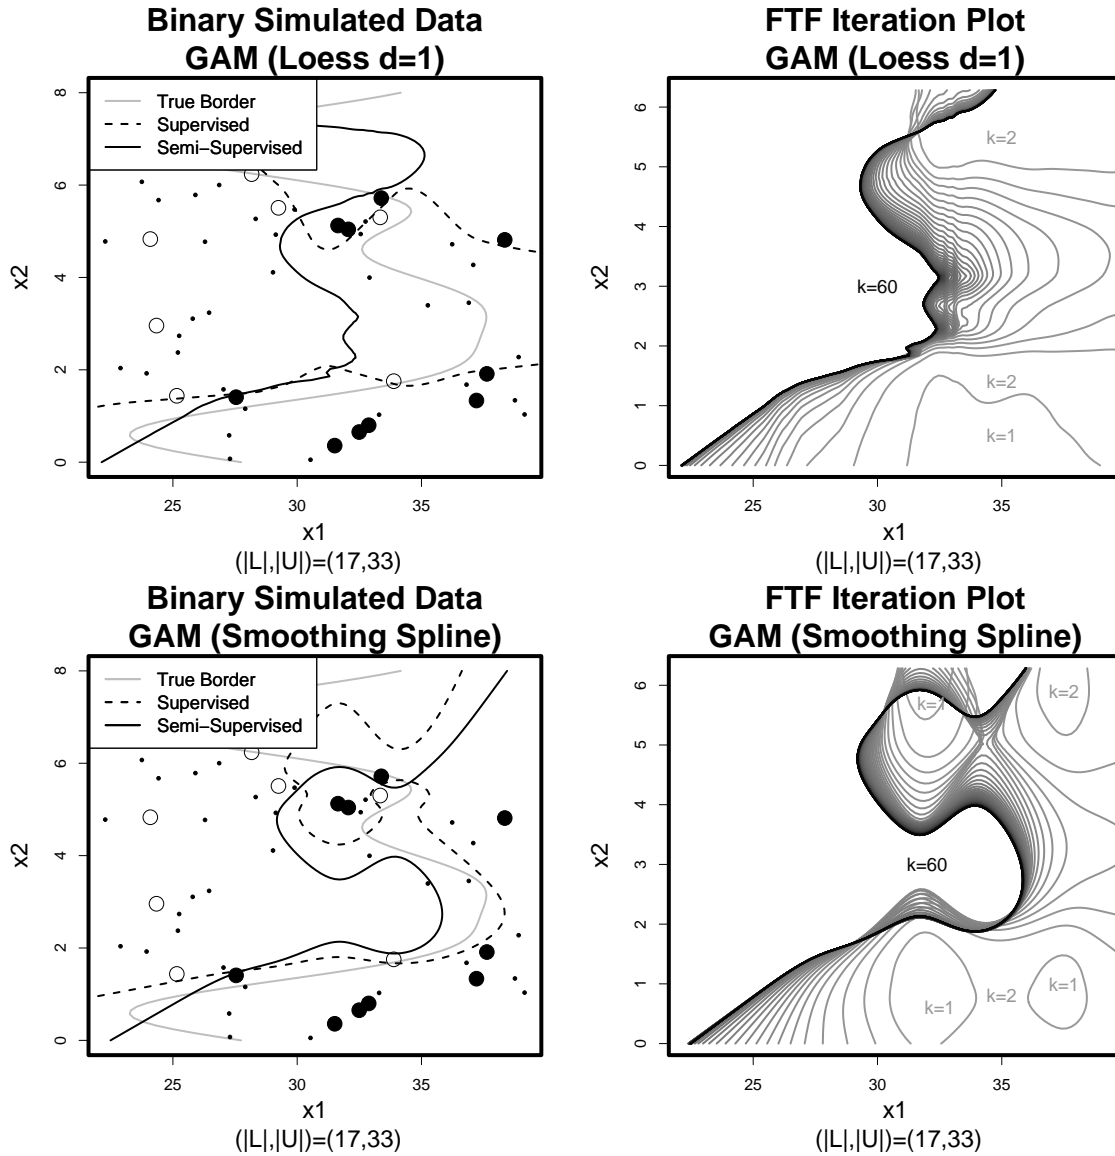 Binary Simulated Data
GAM (Loess d=1)
True Border
Supervised
Semi−Supervised
8
6
4
2
0
x2
25 30 35
x1
(|L|,|U|)=(17,33)
FTF Iteration Plot
GAM (Loess d=1)
6
5
4
3
2
1
0
x2
k=2
k=60
k=2
k=1
25 30 35
x1
(|L|,|U|)=(17,33)
Binary Simulated Data
GAM (Smoothing Spline)
True Border
Supervised
Semi−Supervised
8
6
4
2
0
x2
25 30 35
x1
(|L|,|U|)=(17,33)
FTF Iteration Plot
GAM (Smoothing Spline)
6
5
4
3
2
1
0
x2
k=1
k=2
k=60
k=1
k=2
k=1
25 30 35
x1
(|L|,|U|)=(17,33)